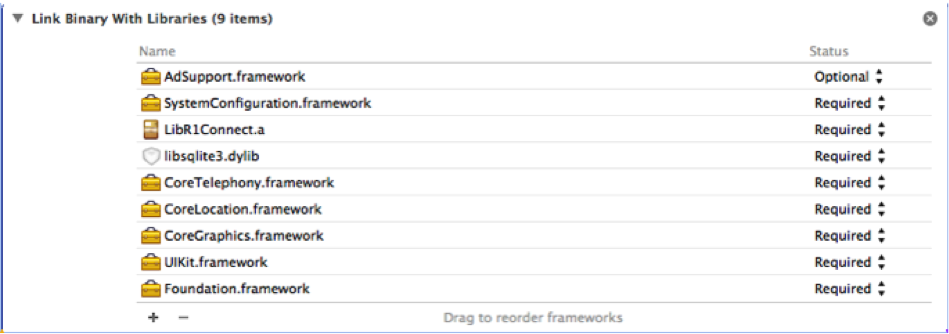 Link Binary With Libraries (9 items)
Name Status
AdSupport.framework Optional
SystemConfiguration.framework Required
LibR1Connect.a Required
libsqlite3.dylib Required
CoreTelephony.framework Required
CoreLocation.framework Required
CoreGraphics.framework Required
UIKit.framework Required
Foundation.framework Required
+ − Drag to reorder frameworks